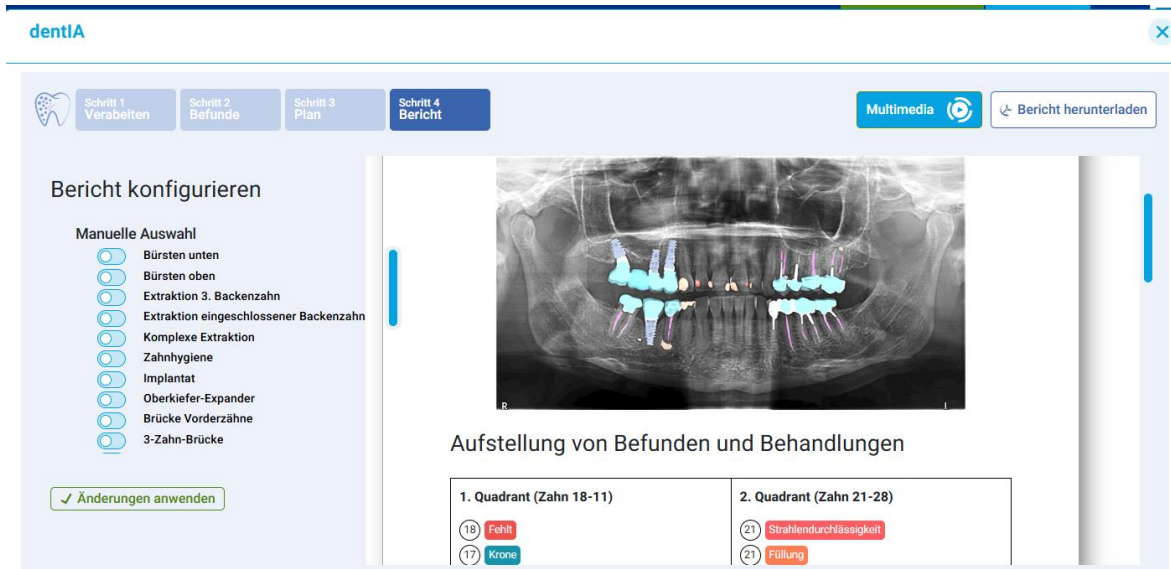 dentIA
Schritt 1
Verabeiten
Schritt 2
Befunde
Schritt 3
Plan
Schritt 4
Bericht
Multimedia
Bericht herunterladen
Bericht konfigurieren
Manuelle Auswahl
Bürsten unten
Bürsten oben
Extraktion 3. Backenzahn
Extraktion eingeschlossener Backenzahn
Komplexe Extraktion
Zahnhygiene
Implantat
Oberkiefer-Expander
Brücke Vorderzähne
3-Zahn-Brücke
Änderungen anwenden
R
L
Aufstellung von Befunden und Behandlungen
1. Quadrant (Zahn 18-11)
18 Fehlt
17 Krone
2. Quadrant (Zahn 21-28)
21 Strahlendurchlässigkeit
21 Füllung